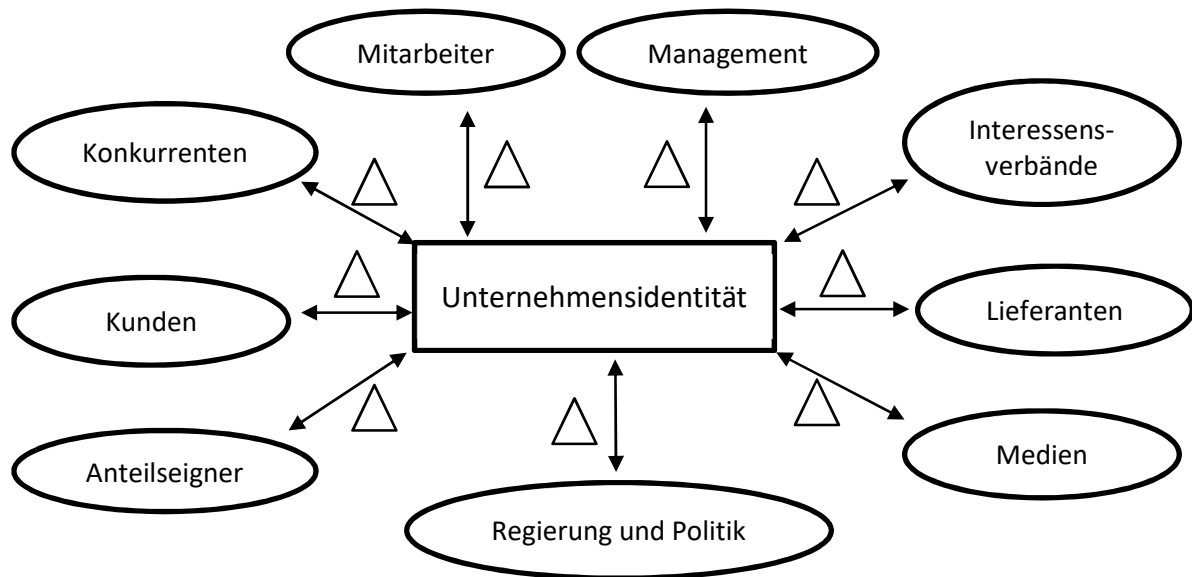 Mitarbeiter
Management
Konkurrenten
Interessens-
verbände
Unternehmensidentität
Kunden
Lieferanten
Anteilseigner
Medien
Regierung und Politik